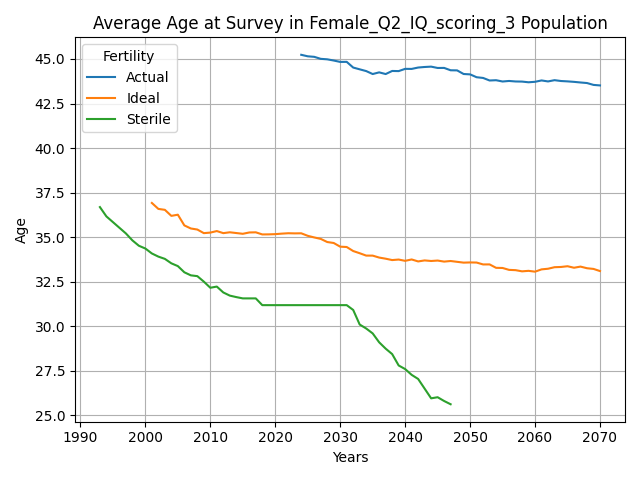 Average Age at Survey in Female_Q2_IQ_scoring_3 Population
Fertility
Actual
Ideal
Sterile
45.0
42.5
40.0
37.5
35.0
32.5
30.0
27.5
25.0
Age
1990 2000 2010 2020 2030 2040 2050 2060 2070
Years